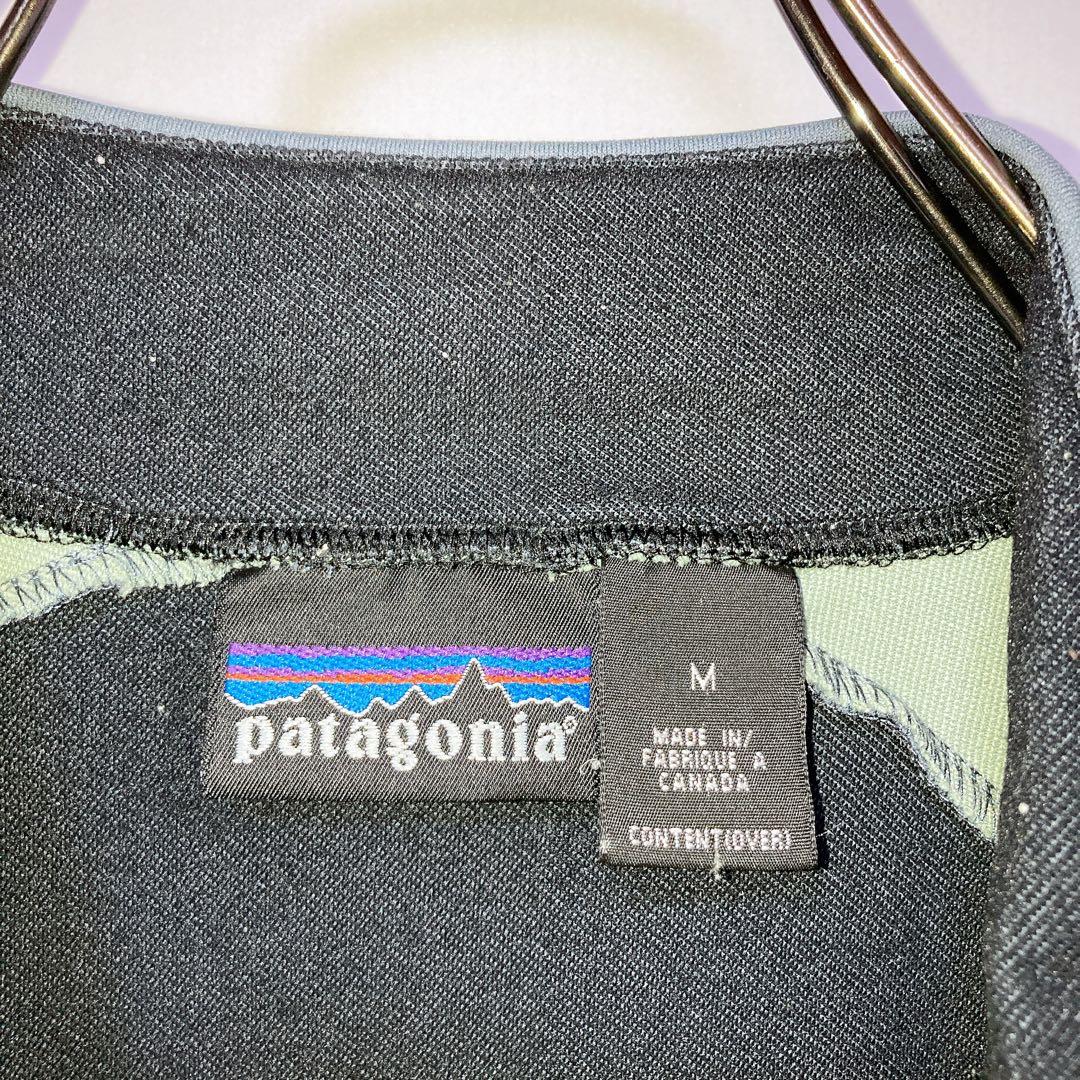 patagonia®
M
MADE IN/
FABRIQUE A
CANADA
CONTENT(OVER)